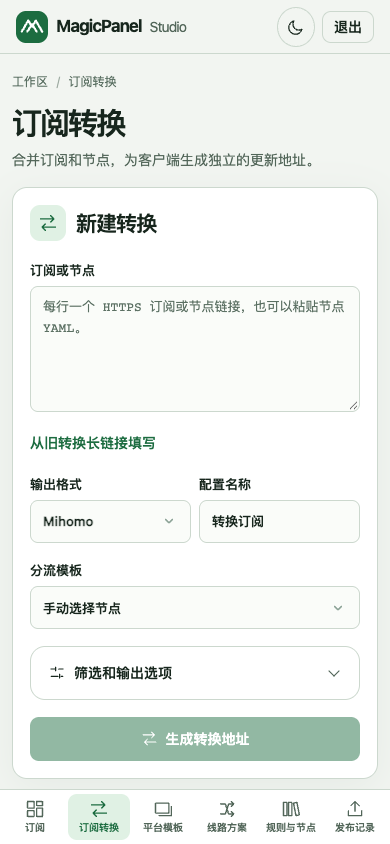 MagicPanel Studio
退出
工作区 / 订阅转换
订阅转换
合并订阅和节点，为客户端生成独立的更新地址。
新建转换
订阅或节点
每行一个 HTTPS 订阅或节点链接，也可以粘贴节点
YAML。
从旧转换长链接填写
输出格式 配置名称
Mihomo 转换订阅
分流模板
手动选择节点
筛选和输出选项
生成转换地址
订阅 订阅转换 平台模板 线路方案 规则与节点 发布记录